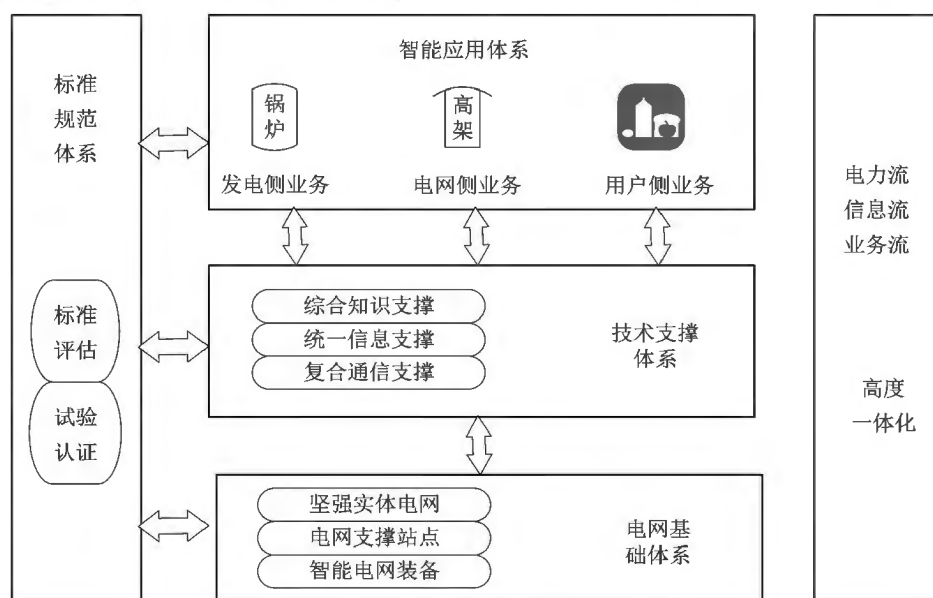 标准
规范
体系
标准
评估
试验
认证
智能应用体系
锅
炉
高
架
发电侧业务
电网侧业务
用户侧业务
综合知识支撑
统一信息支撑
复合通信支撑
技术支撑
体系
坚强实体电网
电网支撑站点
智能电网装备
电网基
础体系
电力流
信息流
业务流
高度
一体化